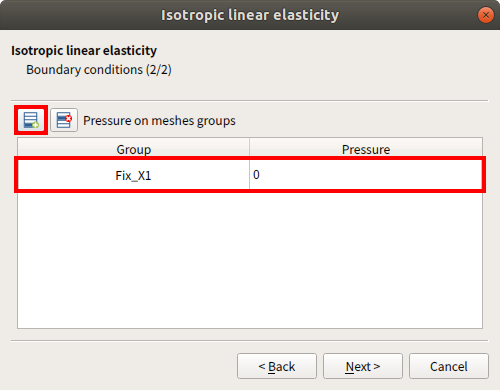 Isotropic linear elasticity
Isotropic linear elasticity
Boundary conditions (2/2)
Pressure on meshes groups
Group Pressure
Fix_X1 0
< Back Next > Cancel